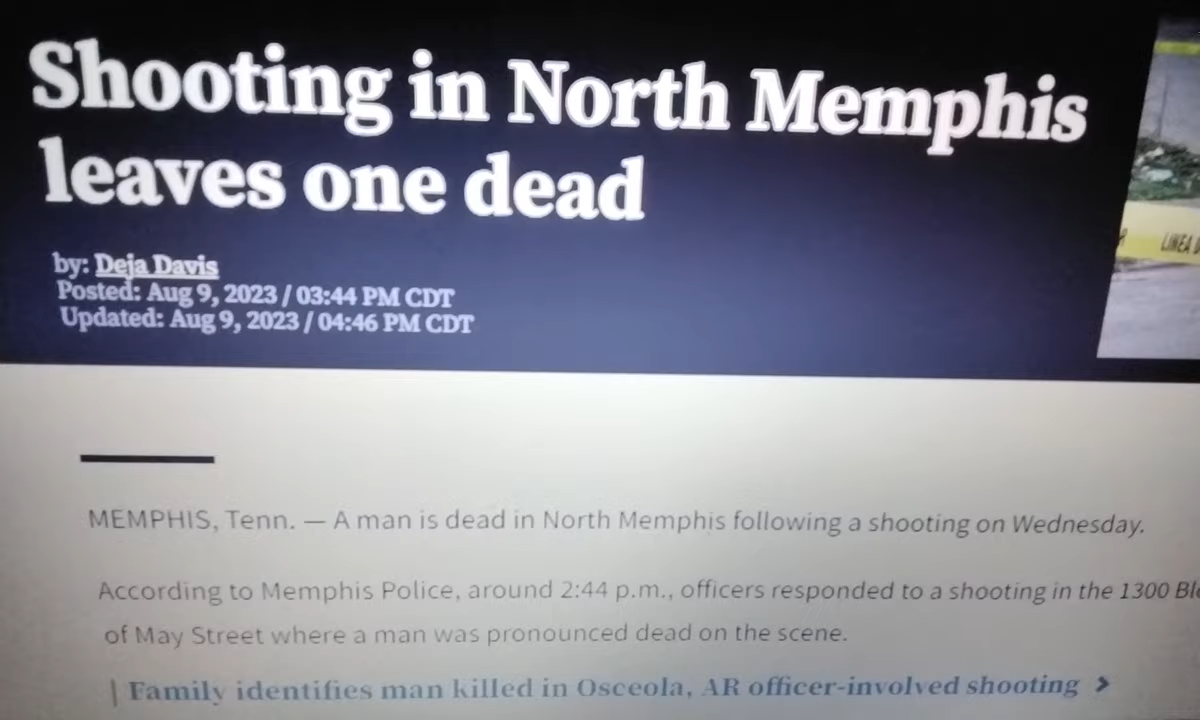 Shooting in North Memphis
leaves one dead
by: Deja Davis
Posted: Aug 9, 2023 / 03:44 PM CDT
Updated: Aug 9, 2023 / 04:46 PM CDT
LINEA
MEMPHIS, Tenn. — A man is dead in North Memphis following a shooting on Wednesday.
According to Memphis Police, around 2:44 p.m., officers responded to a shooting in the 1300
of May Street where a man was pronounced dead on the scene.
| Family identifies man killed in Osceola, AR officer-involved shooting >